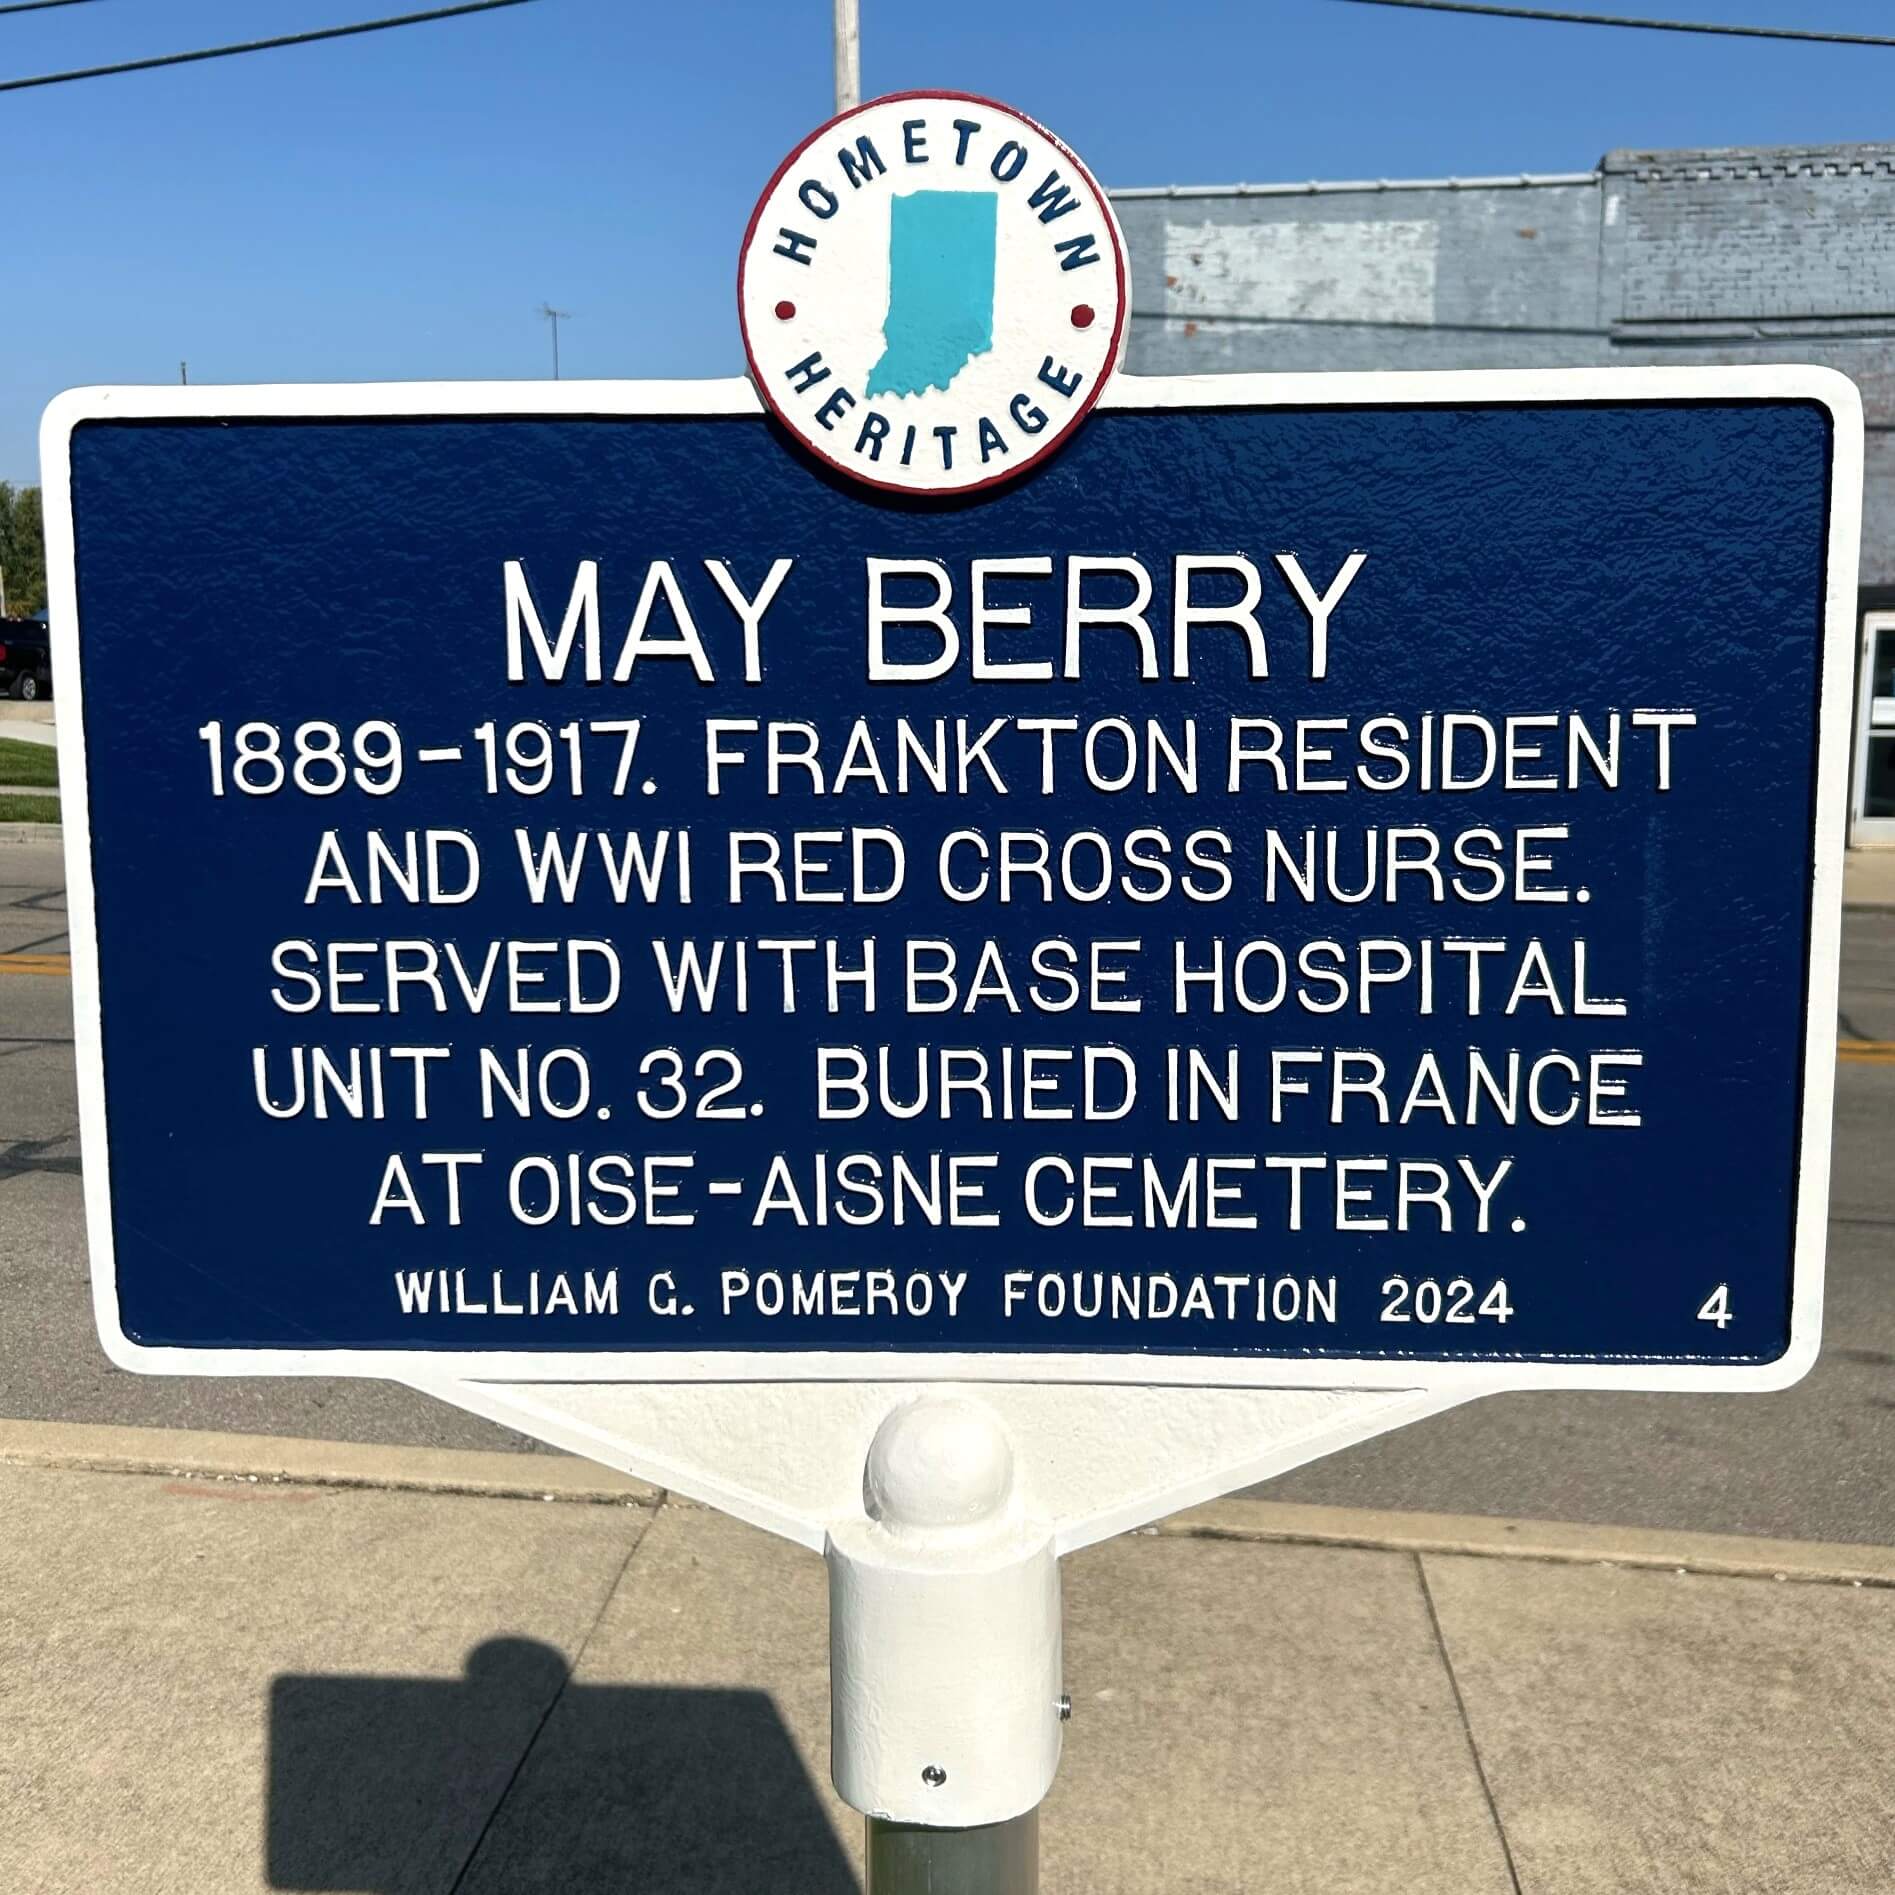 HOMETOWN
HERITAGE
MAY BERRY
1889-1917. FRANKTON RESIDENT
AND WWI RED CROSS NURSE.
SERVED WITH BASE HOSPITAL
UNIT NO. 32. BURIED IN FRANCE
AT OISE-AISNE CEMETERY.
WILLIAM G. POMEROY FOUNDATION 2024 4